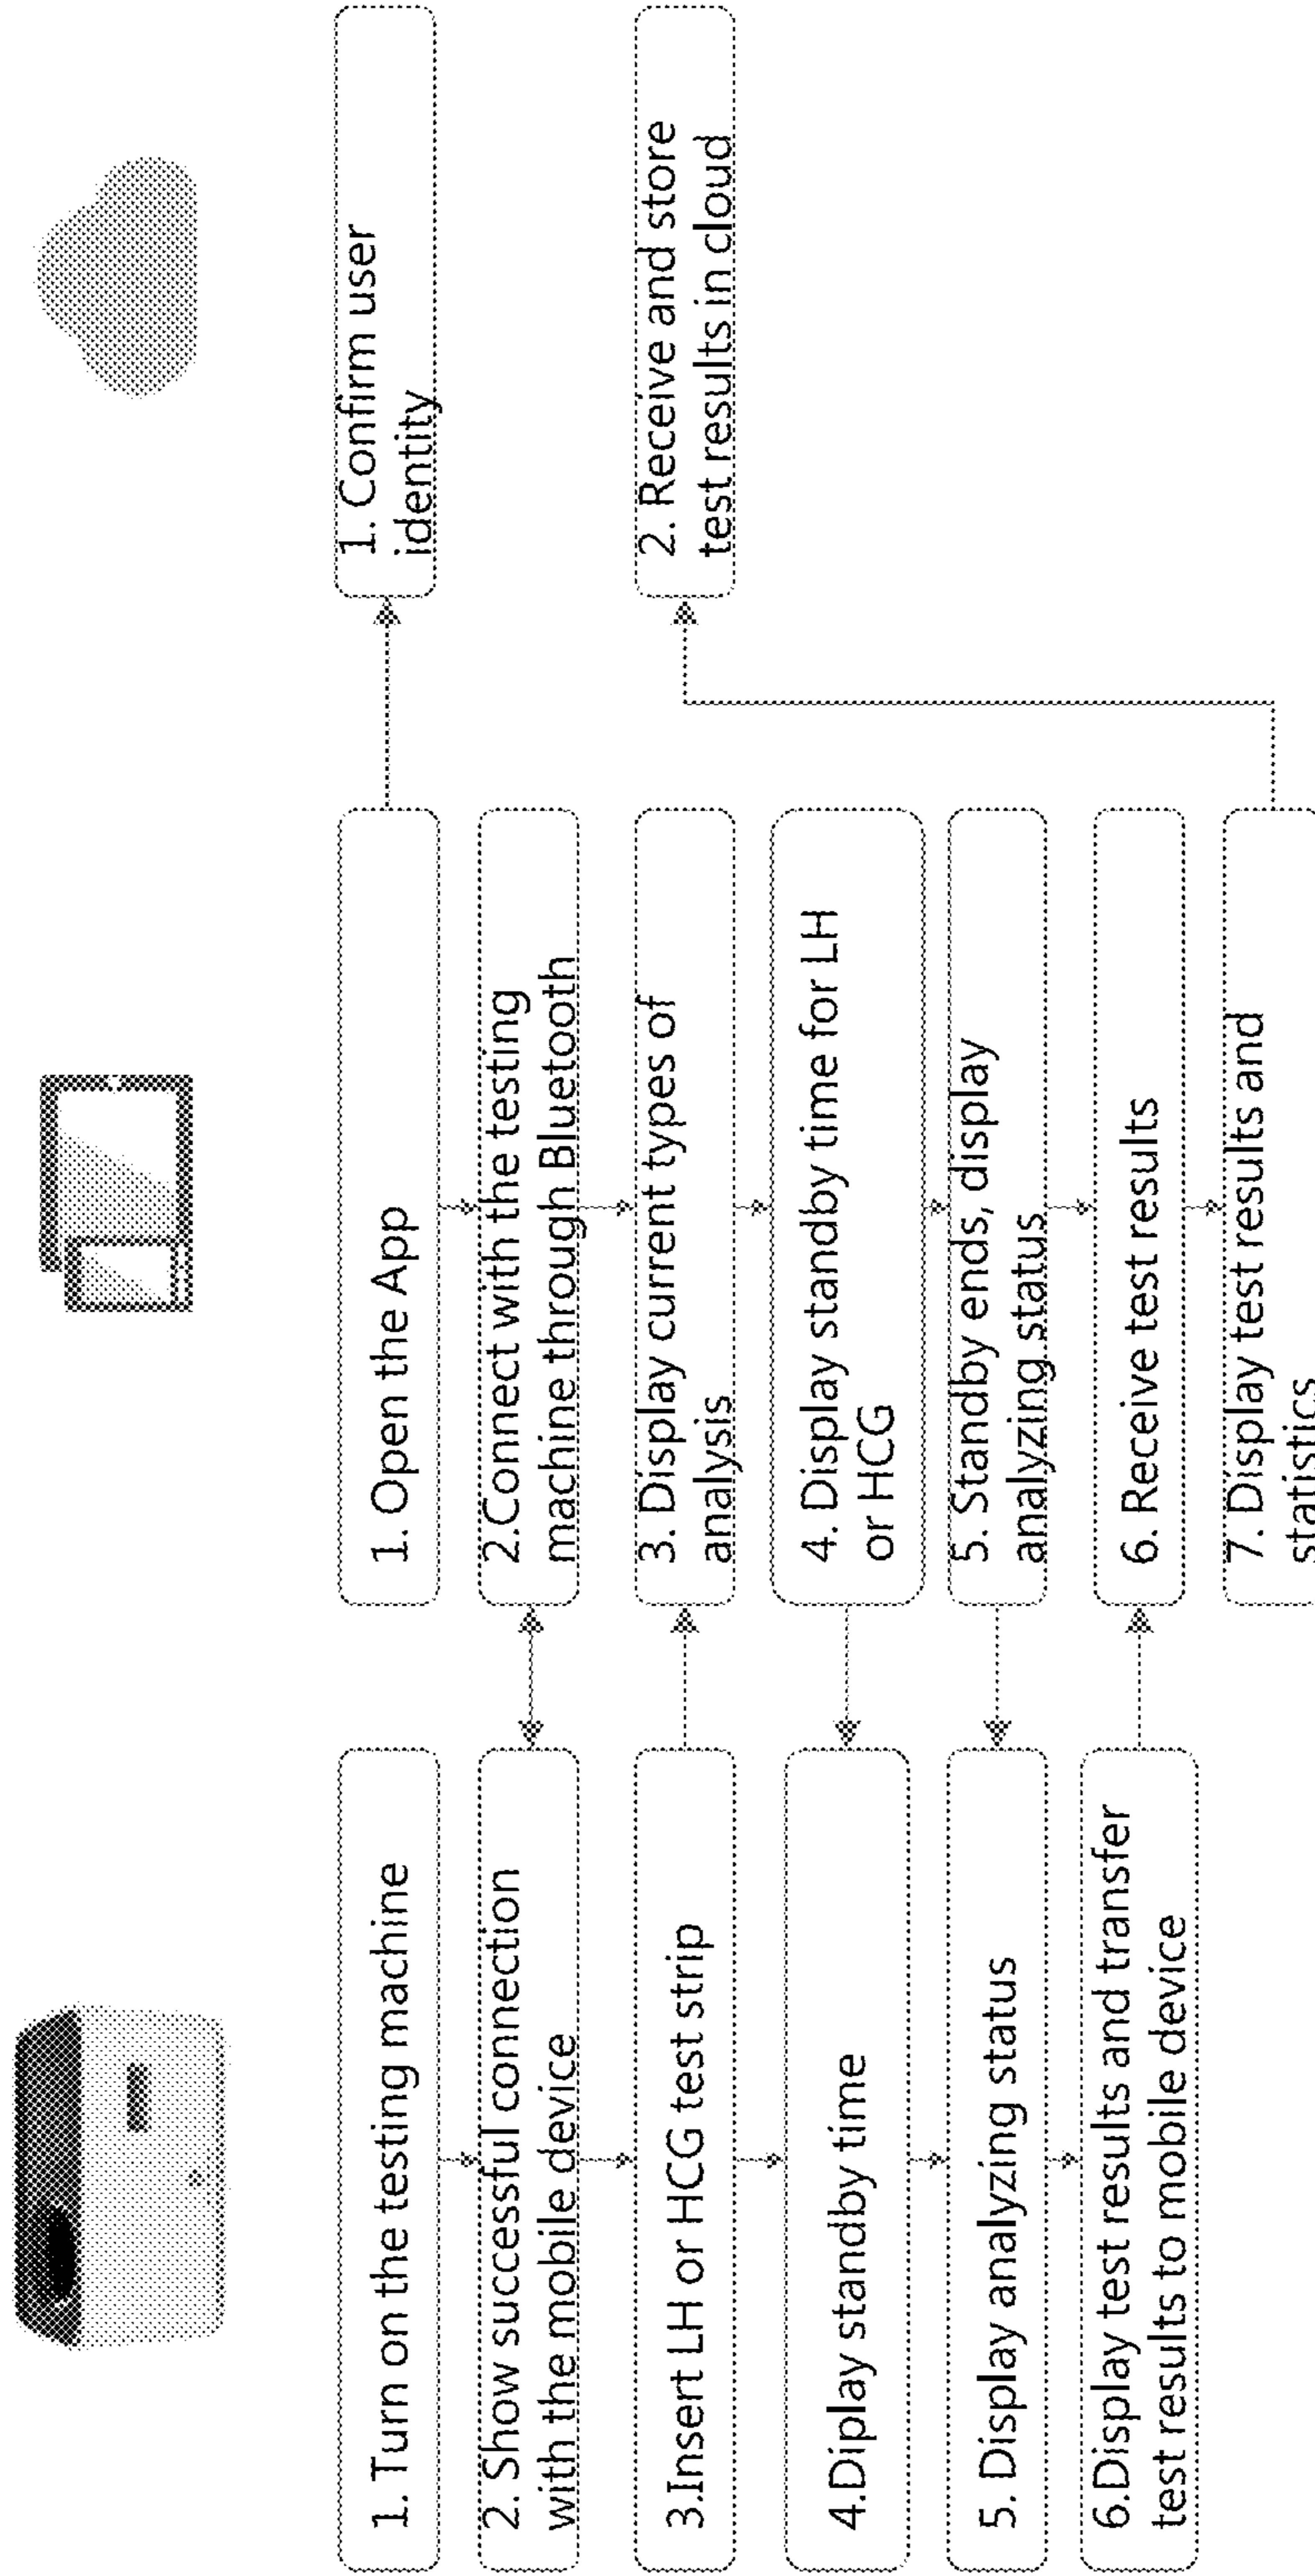 1. Turn on the testing machine
2. Show successful connection
with the mobile device
3.Insert LH or HCG test strip
4.Diplay standby time
5. Display analyzing status
6.Display test results and transfer
test results to mobile device
1. Open the App
2.Connect with the testing
machine through Bluetooth
3. Display current types of
analysis
4. Display standby time for LH
or HCG
5. Standby ends, display
analyzing status
6. Receive test results
7. Display test results and
statistics
1. Confirm user
identity
2. Receive and store
test results in cloud